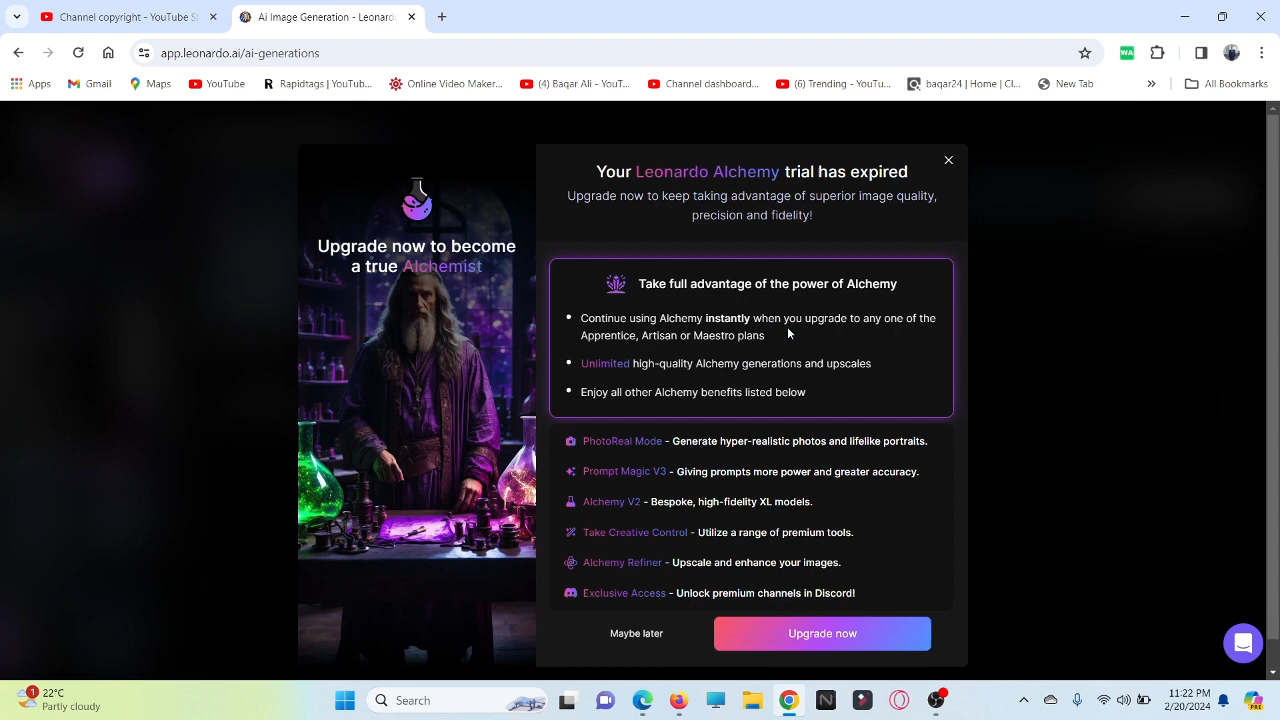 Channel copyright - YouTube St
Ai Image Generation - Leonardo
app.leonardo.ai/ai-generations
WA
Apps
Gmail
Maps
YouTube
Rapidtags | YouTub...
Online Video Maker...
(4) Baqar Ali - YouT...
Channel dashboard...
(6) Trending - YouTu...
baqar24 | Home | Cl...
New Tab
All Bookmarks
Upgrade now to become
a true Alchemist
Your Leonardo Alchemy trial has expired
Upgrade now to keep taking advantage of superior image quality,
precision and fidelity!
Take full advantage of the power of Alchemy
• Continue using Alchemy instantly when you upgrade to any one of the
Apprentice, Artisan or Maestro plans
• Unlimited high-quality Alchemy generations and upscales
• Enjoy all other Alchemy benefits listed below
PhotoReal Mode - Generate hyper-realistic photos and lifelike portraits.
Prompt Magic V3 - Giving prompts more power and greater accuracy.
Alchemy V2 - Bespoke, high-fidelity XL models.
Take Creative Control - Utilize a range of premium tools.
Alchemy Refiner - Upscale and enhance your images.
Exclusive Access - Unlock premium channels in Discord!
Maybe later
Upgrade now
1
22°C
Partly cloudy
Search
11:22 PM
2/20/2024
PRE